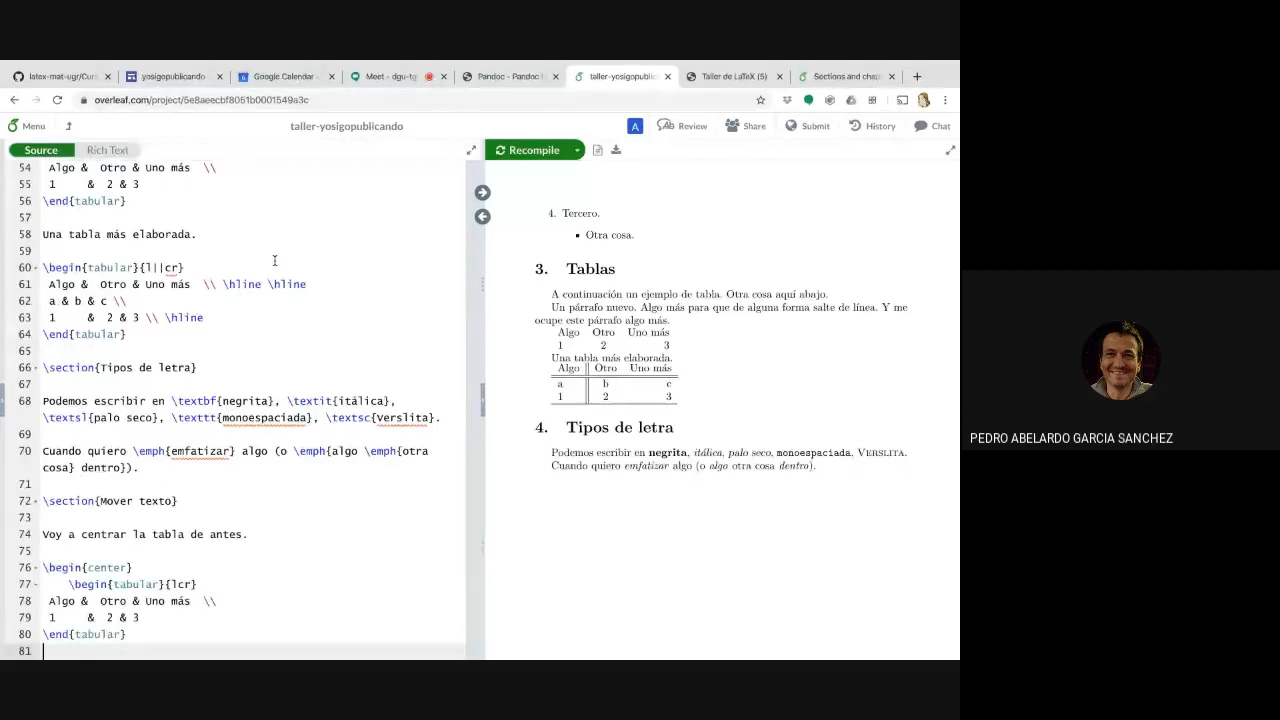 latex-mat-ugr/Curs
yosigopublicando
Google Calendar -
Meet - dgu-tg
Pandoc - Pandoc
taller-yosigopublic
Taller de LaTeX (5)
Sections and chap
overleaf.com/project/5e8aeecbf8051b0001549a3c
Menu
taller-yosigopublicando
A
Review
Share
Submit
History
Chat
Source
Rich Text
Recompile
54 Algo & Otro & Uno más \\
55 1 & 2 & 3
56 \end{tabular}
57
58 Una tabla más elaborada.
59
60 \begin{tabular}{l||cr}
61 Algo & Otro & Uno más \\ \hline \hline
62 a & b & c \\
63 1 & 2 & 3 \\ \hline
64 \end{tabular}
65
66 \section{Tipos de letra}
67
68 Podemos escribir en \textbf{negrita}, \textit{itálica},
\textsl{palo seco}, \texttt{monoespaciada}, \textsc{Verslita}.
69
70 Cuando quiero \emph{emfatizar} algo (o \emph{algo \emph{otra
cosa} dentro}).
71
72 \section{Mover texto}
73
74 Voy a centrar la tabla de antes.
75
76 \begin{center}
77 \begin{tabular}{lcr}
78 Algo & Otro & Uno más \\
79 1 & 2 & 3
80 \end{tabular}
81
4. Tercero.
Otra cosa.
3. Tablas
A continuación un ejemplo de tabla. Otra cosa aquí abajo.
Un párrafo nuevo. Algo más para que de alguna forma salte de línea. Y me
ocupe este párrafo algo más.
Algo Otro Uno más
1 2 3
Una tabla más elaborada.
Algo Otro Uno más
a b c
1 2 3
4. Tipos de letra
Podemos escribir en negrita, itálica, palo seco, monoespaciada, VERSLITA.
Cuando quiero emfatizar algo (o algo otra cosa dentro).
PEDRO ABELARDO GARCIA SANCHEZ